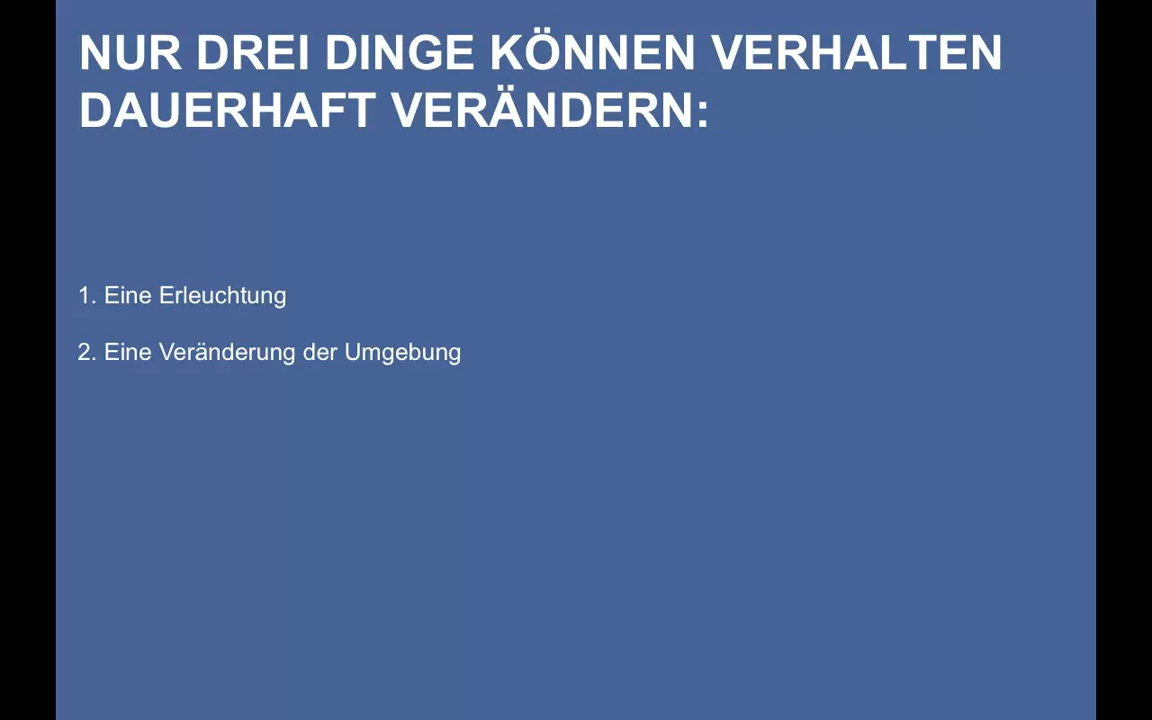 NUR DREI DINGE KÖNNEN VERHALTEN
DAUERHAFT VERÄNDERN:
1. Eine Erleuchtung
2. Eine Veränderung der Umgebung